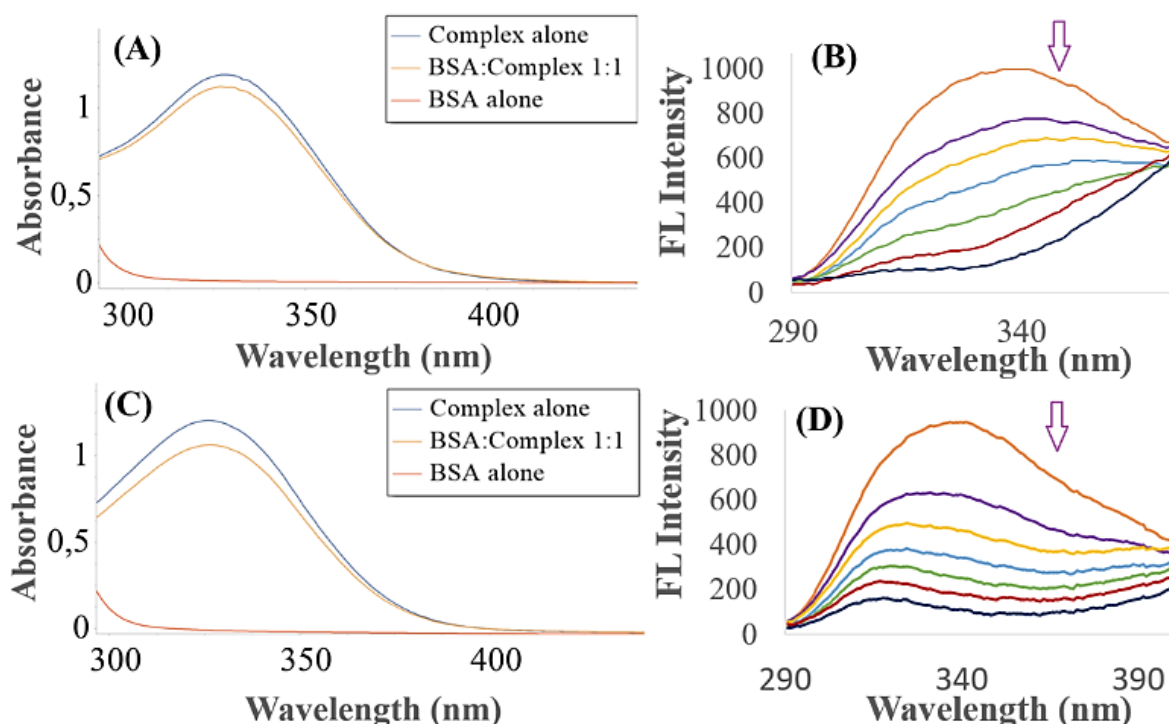 (A)
Complex alone
BSA:Complex 1:1
BSA alone
Absorbance
1
0,5
0
300
350
400
Wavelength (nm)
(B)
FL Intensity
1000
800
600
400
200
0
290
340
Wavelength (nm)
(C)
Complex alone
BSA:Complex 1:1
BSA alone
Absorbance
1
0,5
0
300
350
400
Wavelength (nm)
(D)
FL Intensity
1000
800
600
400
200
0
290
340
390
Wavelength (nm)